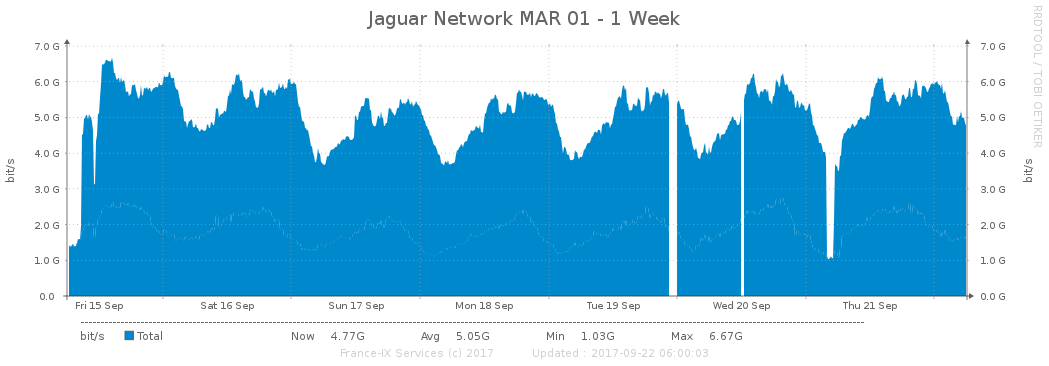 Jaguar Network MAR 01 - 1 Week
RRDTOOL / TOBI OETIKER
bit/s
7.0 G
6.0 G
5.0 G
4.0 G
3.0 G
2.0 G
1.0 G
0.0
7.0 G
6.0 G
5.0 G
4.0 G
3.0 G
2.0 G
1.0 G
0.0 G
bit/s
Fri 15 Sep Sat 16 Sep Sun 17 Sep Mon 18 Sep Tue 19 Sep Wed 20 Sep Thu 21 Sep
bit/s Total Now 4.77G Avg 5.05G Min 1.03G Max 6.67G
France-IX Services (c) 2017 Updated : 2017-09-22 06:00:03